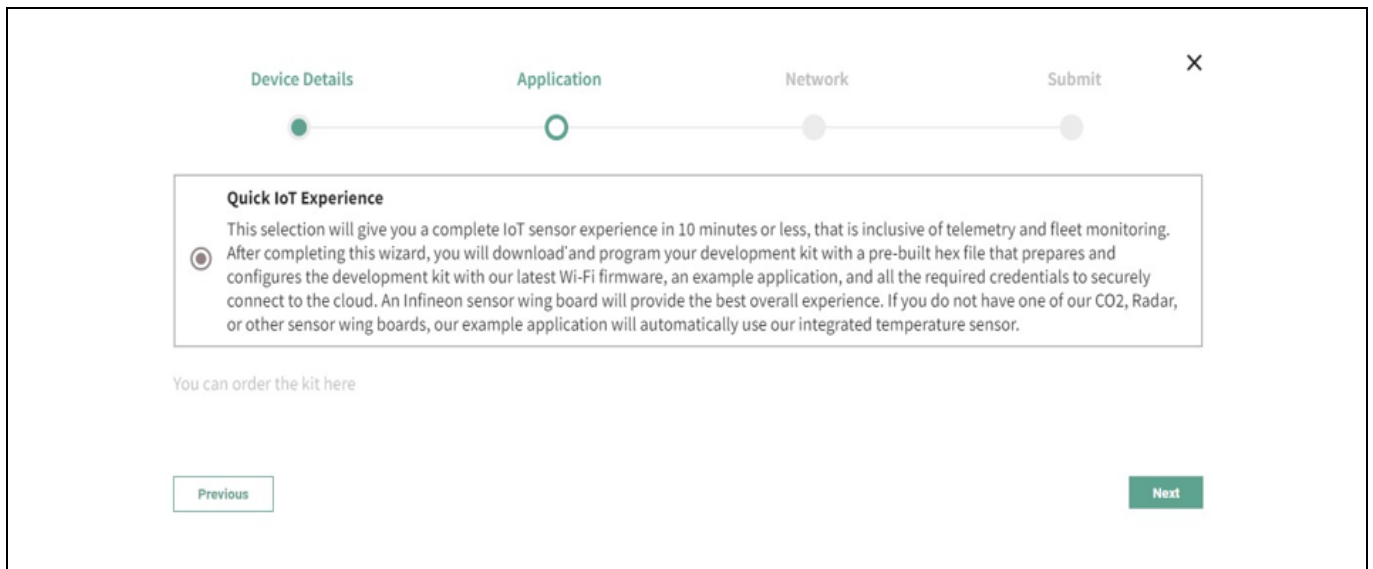 Device Details Application Network Submit
Quick IoT Experience
This selection will give you a complete IoT sensor experience in 10 minutes or less, that is inclusive of telemetry and fleet monitoring.
After completing this wizard, you will download and program your development kit with a pre-built hex file that prepares and
configures the development kit with our latest Wi-Fi firmware, an example application, and all the required credentials to securely
connect to the cloud. An Infineon sensor wing board will provide the best overall experience. If you do not have one of our CO2, Radar,
or other sensor wing boards, our example application will automatically use our integrated temperature sensor.
You can order the kit here
Previous Next